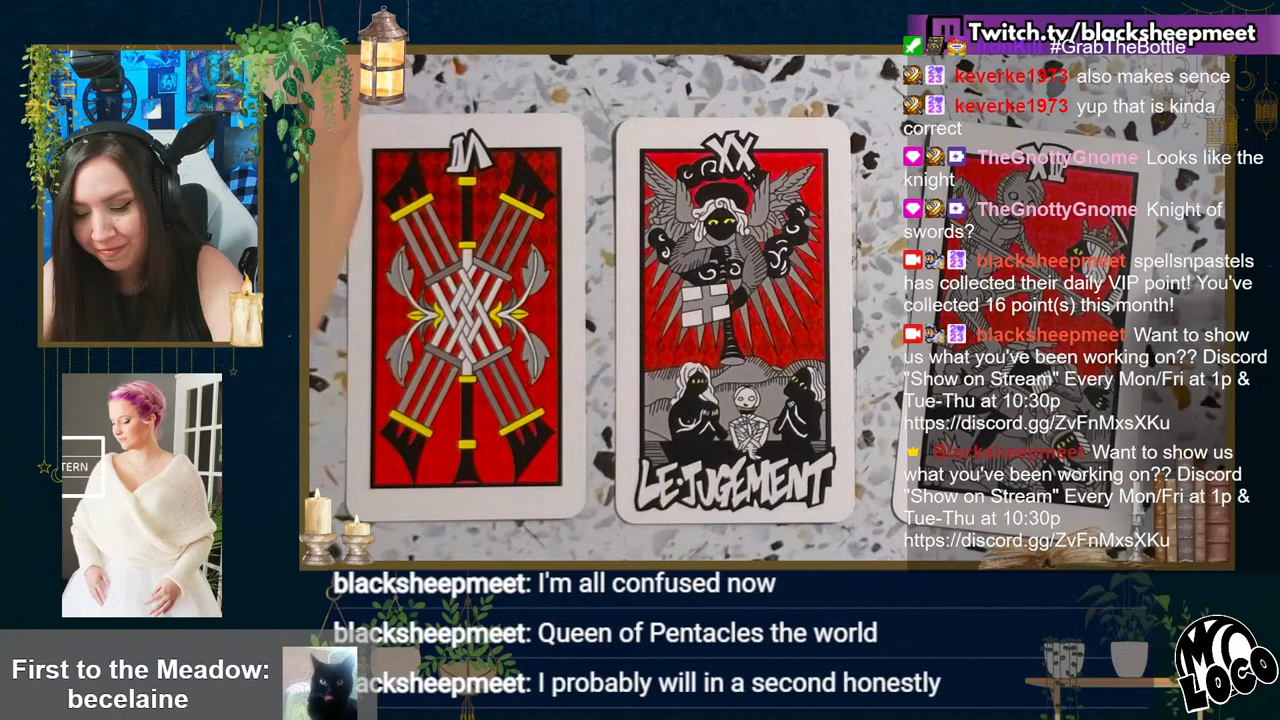 Twitch.tv/blacksheepmeet
IronKill #GrabTheBottle
keverke1973 also makes sence
keverke1973 yup that is kinda
correct
TheGnottyGnome Looks like the
knight
TheGnottyGnome Knight of
swords?
blacksheepmeet spellsnpastels
has collected their daily VIP point! You've
collected 16 point(s) this month!
blacksheepmeet Want to show
us what you've been working on?? Discord
"Show on Stream" Every Mon/Fri at 1p &
Tue-Thu at 10:30p
https://discord.gg/ZvFnMxsXKu
Blacksheepmeet Want to show us
what you've been working on?? Discord
"Show on Stream" Every Mon/Fri at 1p &
Tue-Thu at 10:30p
https://discord.gg/ZvFnMxsXKu
XX
LE·JUGEMENT
XIII
TERN
blacksheepmeet: I'm all confused now
blacksheepmeet: Queen of Pentacles the world
acksheepmeet: I probably will in a second honestly
First to the Meadow:
becelaine
MC
LOCO